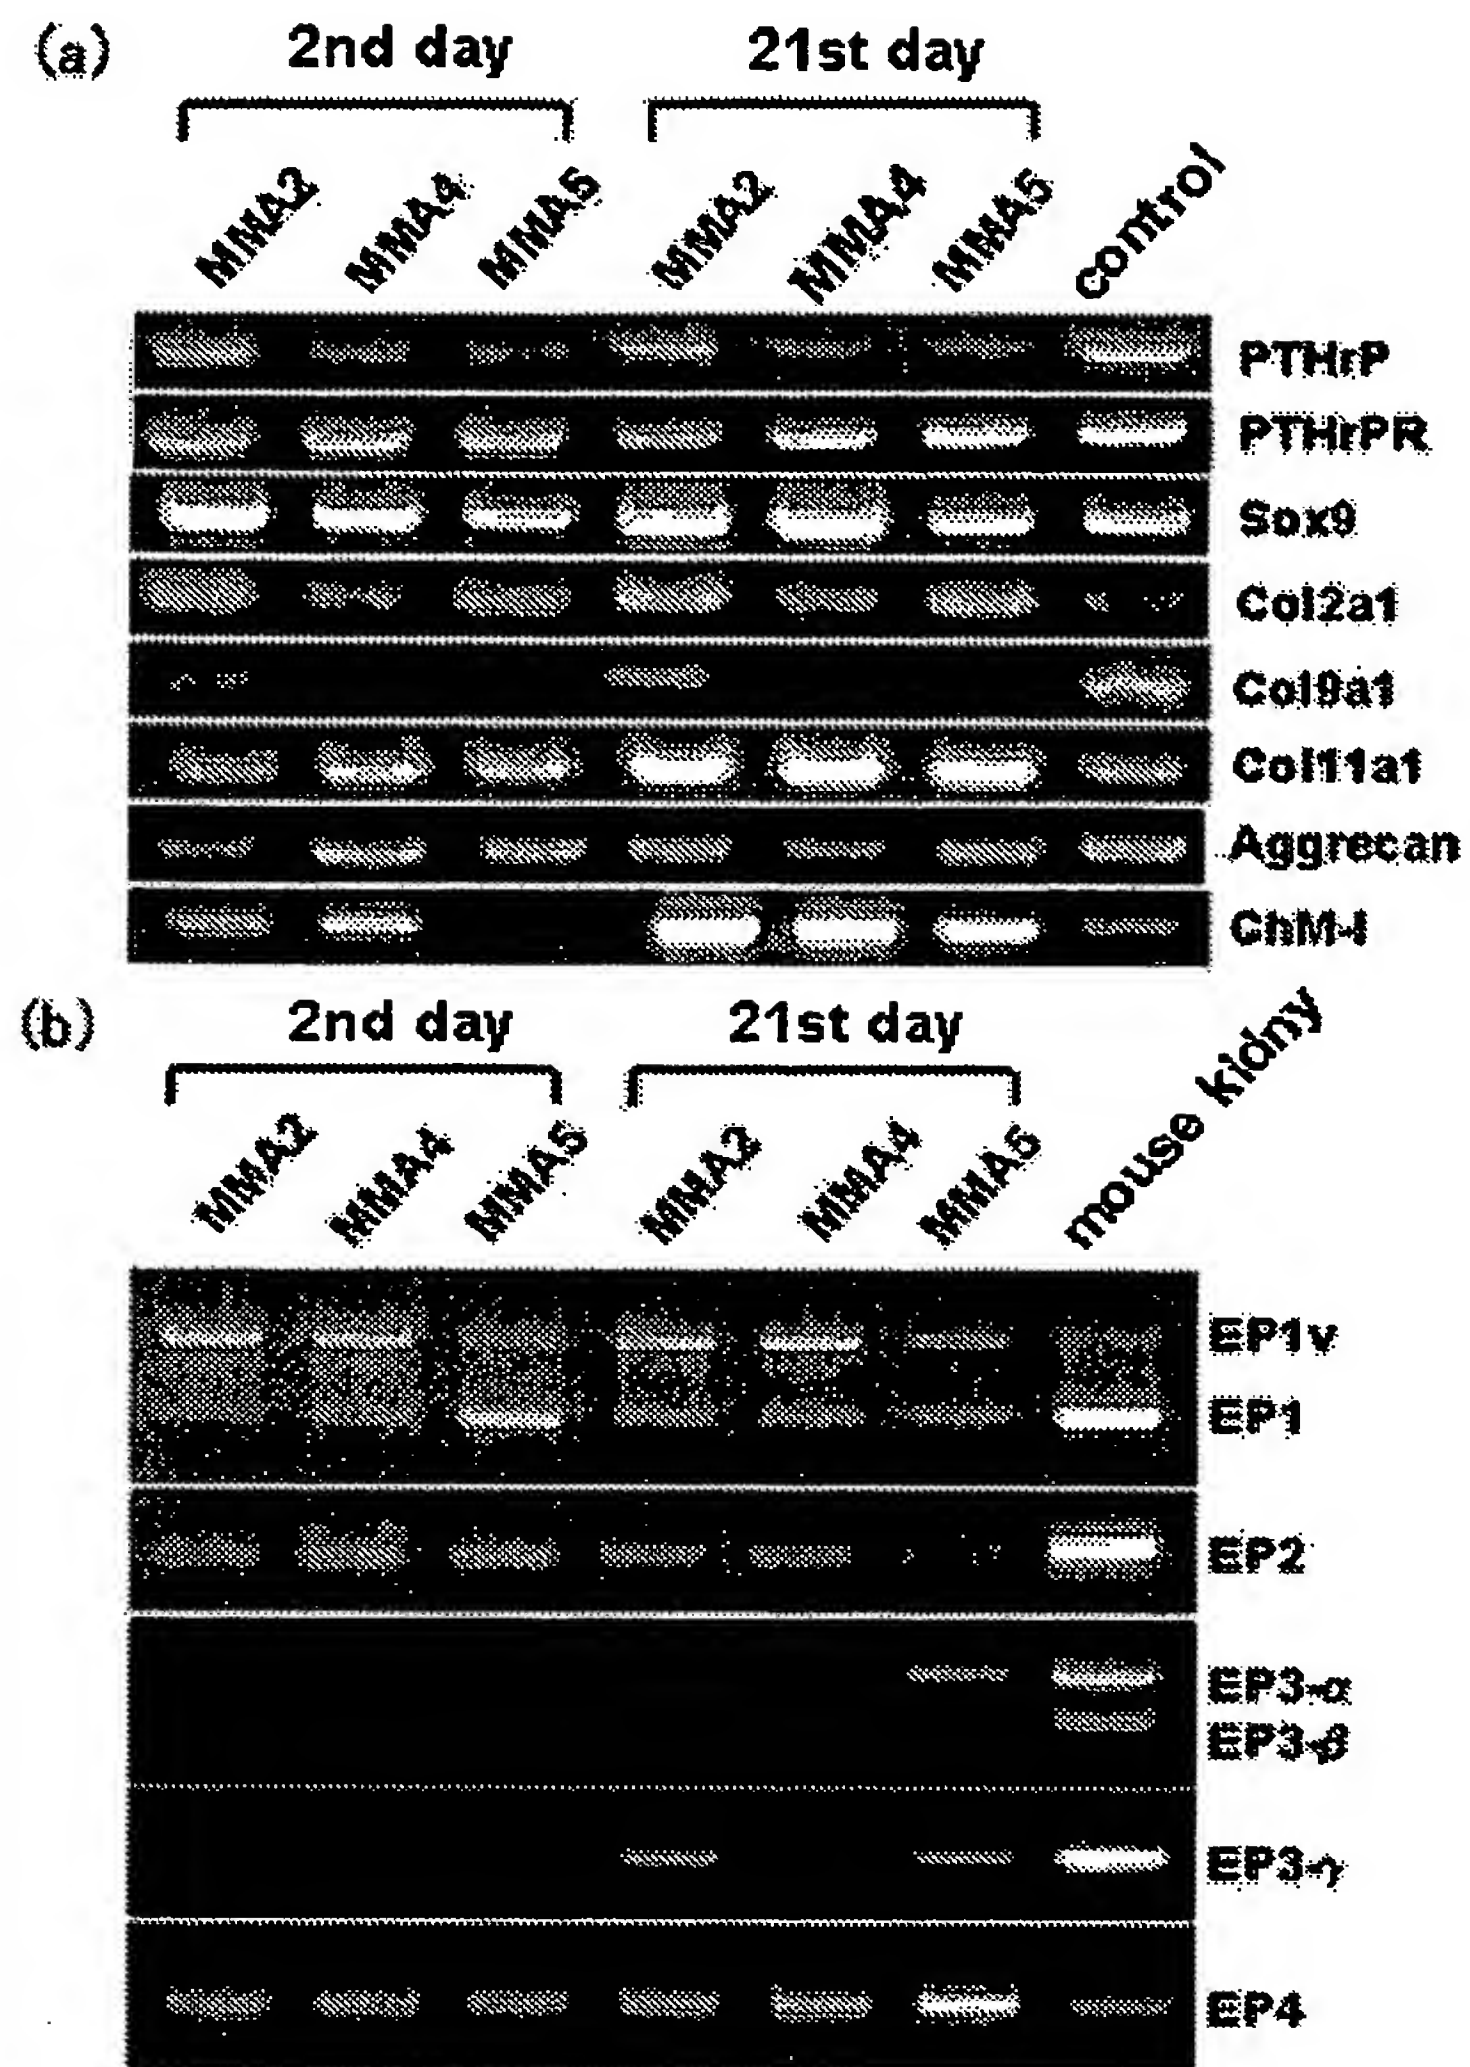 (a) 2nd day 21st day
MMA2 MMA4 MMA5 MMA2 MMA4 MMA5 control
PTHrP
PTHrPR
Sox9
Col2a1
Col9a1
Col11a1
Aggrecan
ChM-I
(b) 2nd day 21st day
MMA2 MMA4 MMA5 MMA2 MMA4 MMA5 mouse kidny
EP1v
EP1
EP2
EP3-α
EP3-β
EP3-γ
EP4